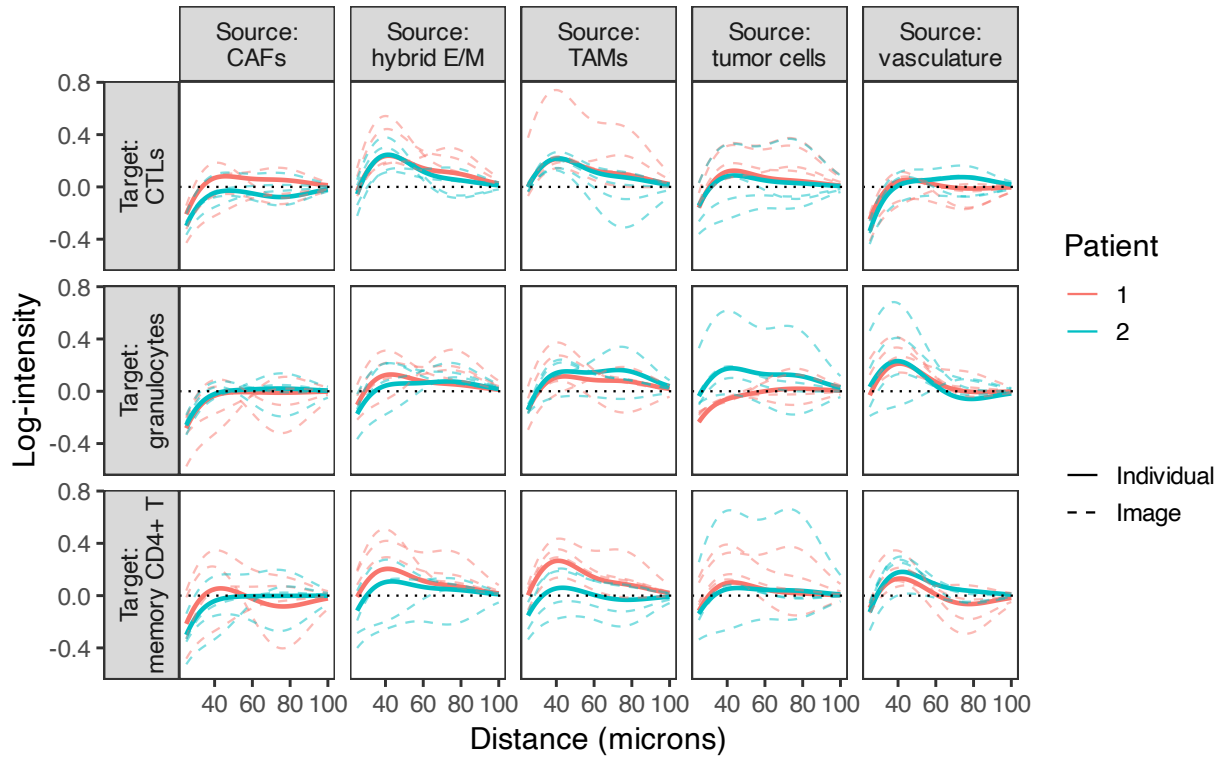 Source:
CAFs
Source:
hybrid E/M
Source:
TAMs
Source:
tumor cells
Source:
vasculature
Target:
CTLs
0.8
0.4
0.0
-0.4
Target:
granulocytes
0.8
0.4
0.0
-0.4
Target:
memory CD4+ T
0.8
0.4
0.0
-0.4
Log-intensity
40 60 80 100
40 60 80 100
40 60 80 100
40 60 80 100
40 60 80 100
Distance (microns)
Patient
1
2
Individual
Image